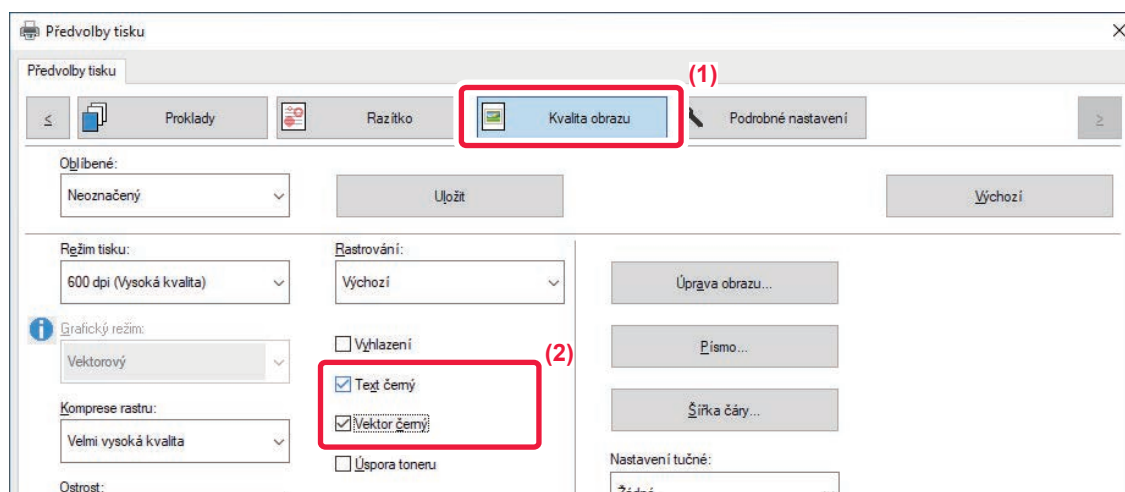 Předvolby tisku
Předvolby tisku
(1)
< Proklady Razítko Kvalita obrazu Podrobné nastavení >
Oblíbené:
Neoznačený Uložit Výchozí
Režim tisku: Rastrování:
600 dpi (Vysoká kvalita) Výchozí Úprava obrazu...
Grafický režim:
Vektorový
Vyhlazení
(2)
Písmo...
Text černý
Komprese rastru:
Vektor černý
Šířka čáry...
Velmi vysoká kvalita
Úspora toneru
Nastavení tučné:
Ostrost:
Žádné